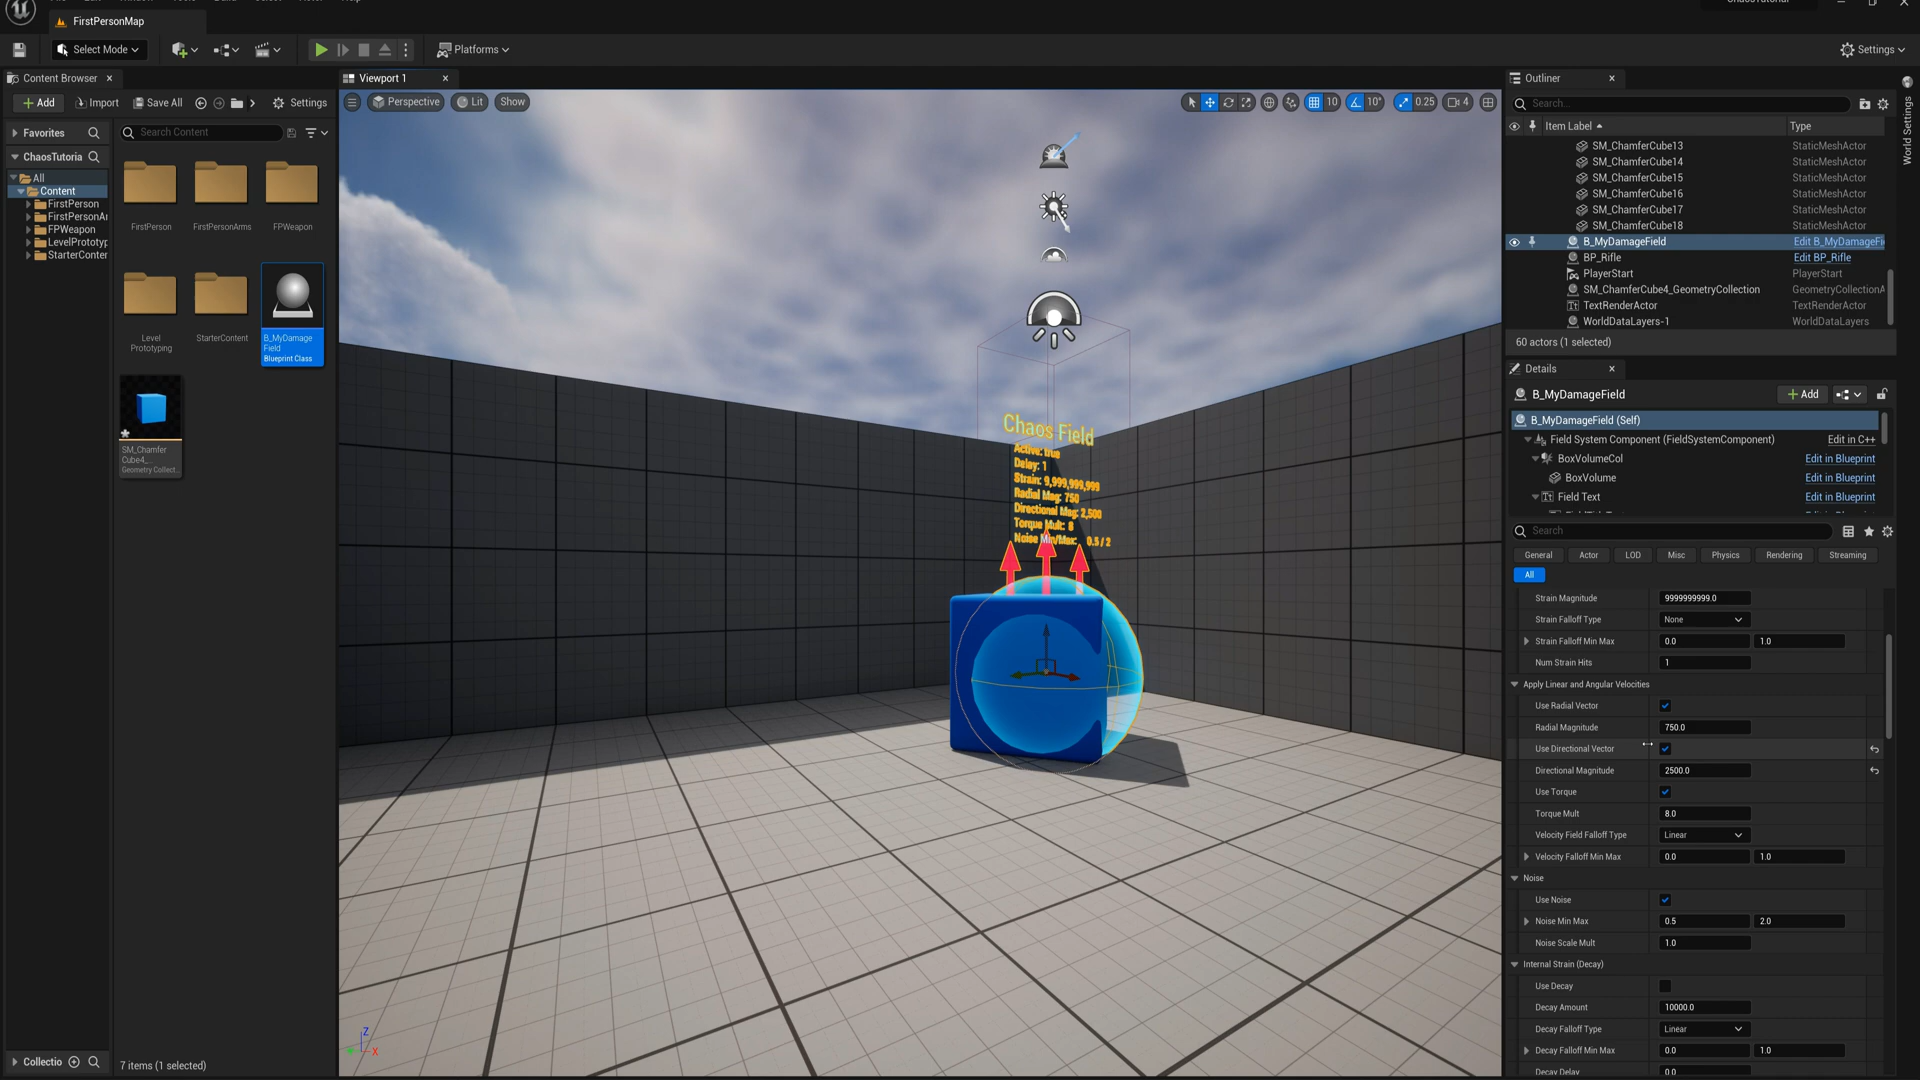 FirstPersonMap
Select Mode
Platforms
Settings
Content Browser
Viewport 1
Outliner
Add
Import
Save All
Settings
Perspective
Lit
Show
10
10°
0.25
4
Search...
World Settings
Favorites
Search Content
Item Label
Type
ChaosTutoria
All
Content
FirstPerson
FirstPersonAr
FPWeapon
LevelPrototyp
StarterConter
FirstPerson
FirstPersonArms
FPWeapon
Level
Prototyping
StarterContent
B_MyDamage
Field
Blueprint Class
SM_Chamfer
Cube4_...
Geometry Collect...
SM_ChamferCube13 StaticMeshActor
SM_ChamferCube14 StaticMeshActor
SM_ChamferCube15 StaticMeshActor
SM_ChamferCube16 StaticMeshActor
SM_ChamferCube17 StaticMeshActor
SM_ChamferCube18 StaticMeshActor
B_MyDamageField Edit B_MyDamageFi
BP_Rifle Edit BP_Rifle
PlayerStart PlayerStart
SM_ChamferCube4_GeometryCollection GeometryCollectionA
TextRenderActor TextRenderActor
WorldDataLayers-1 WorldDataLayers
60 actors (1 selected)
Details
B_MyDamageField
Add
B_MyDamageField (Self)
Field System Component (FieldSystemComponent) Edit in C++
BoxVolumeCol Edit in Blueprint
BoxVolume Edit in Blueprint
Field Text Edit in Blueprint
Search
General Actor LOD Misc Physics Rendering Streaming
All
Strain Magnitude 9999999999.0
Strain Falloff Type None
Strain Falloff Min Max 0.0 1.0
Num Strain Hits 1
Apply Linear and Angular Velocities
Use Radial Vector
Radial Magnitude 750.0
Use Directional Vector
Directional Magnitude 2500.0
Use Torque
Torque Mult 8.0
Velocity Field Falloff Type Linear
Velocity Falloff Min Max 0.0 1.0
Noise
Use Noise
Noise Min Max 0.5 2.0
Noise Scale Mult 1.0
Internal Strain (Decay)
Use Decay
Decay Amount 10000.0
Decay Falloff Type Linear
Decay Falloff Min Max 0.0 1.0
Decay Delay 0.0
Chaos Field
Active: true
Delay: 1
Strain: 9,999,999,999
Radial Mag: 750
Directional Mag: 2,500
Torque Mult: 8
Noise Min/Max: 0.5 / 2
Z
X
Collectio
7 items (1 selected)